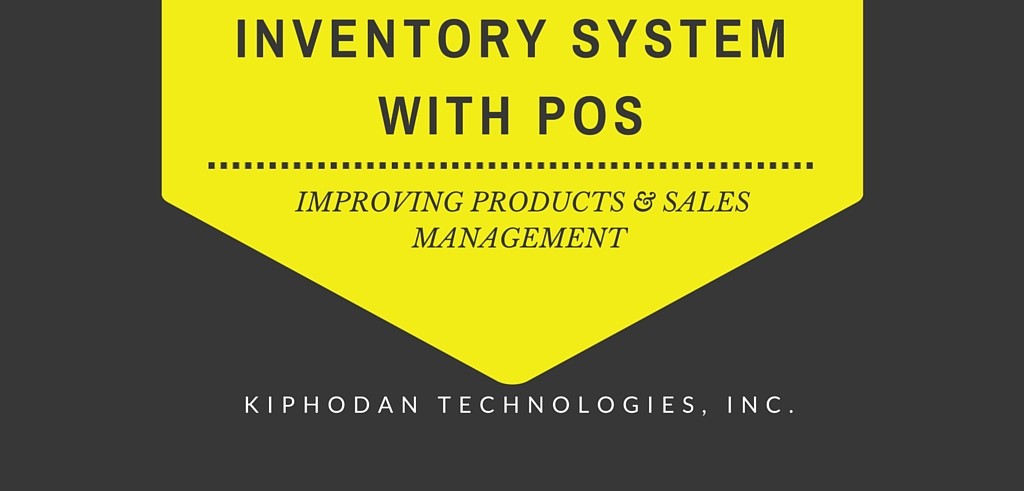 INVENTORY SYSTEM
WITH POS
IMPROVING PRODUCTS & SALES
MANAGEMENT
KIPHODAN TECHNOLOGIES, INC.